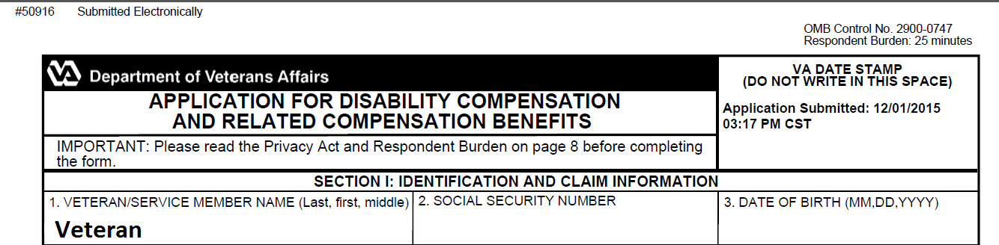 #50916 Submitted Electronically
OMB Control No. 2900-0747
Respondent Burden: 25 minutes
VA Department of Veterans Affairs
VA DATE STAMP
(DO NOT WRITE IN THIS SPACE)
APPLICATION FOR DISABILITY COMPENSATION
AND RELATED COMPENSATION BENEFITS
Application Submitted: 12/01/2015
03:17 PM CST
IMPORTANT: Please read the Privacy Act and Respondent Burden on page 8 before completing
the form.
SECTION I: IDENTIFICATION AND CLAIM INFORMATION
1. VETERAN/SERVICE MEMBER NAME (Last, first, middle)
Veteran
2. SOCIAL SECURITY NUMBER
3. DATE OF BIRTH (MM,DD,YYYY)